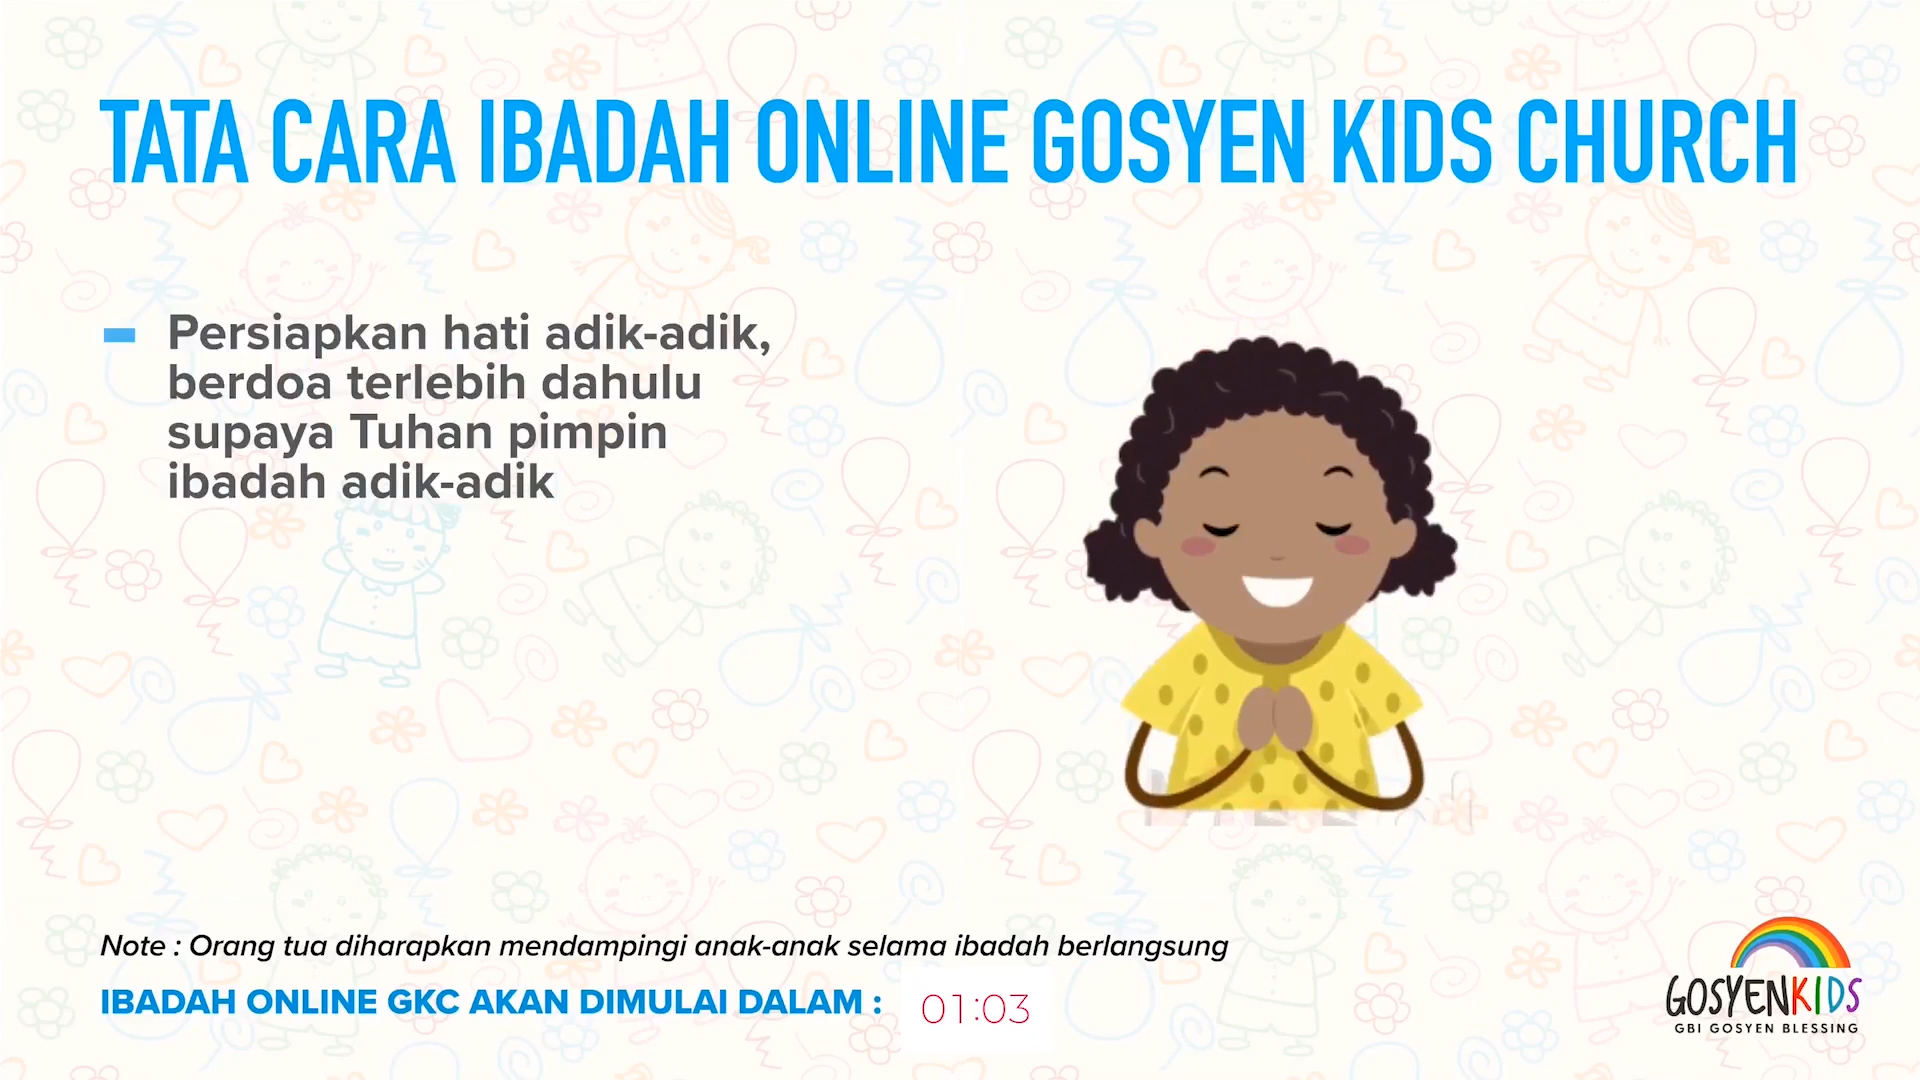 TATA CARA IBADAH ONLINE GOSYEN KIDS CHURCH
Persiapkan hati adik-adik,
berdoa terlebih dahulu
supaya Tuhan pimpin
ibadah adik-adik
Note : Orang tua diharapkan mendampingi anak-anak selama ibadah berlangsung
IBADAH ONLINE GKC AKAN DIMULAI DALAM : 01:03
GOSYENKIDS
GBI GOSYEN BLESSING